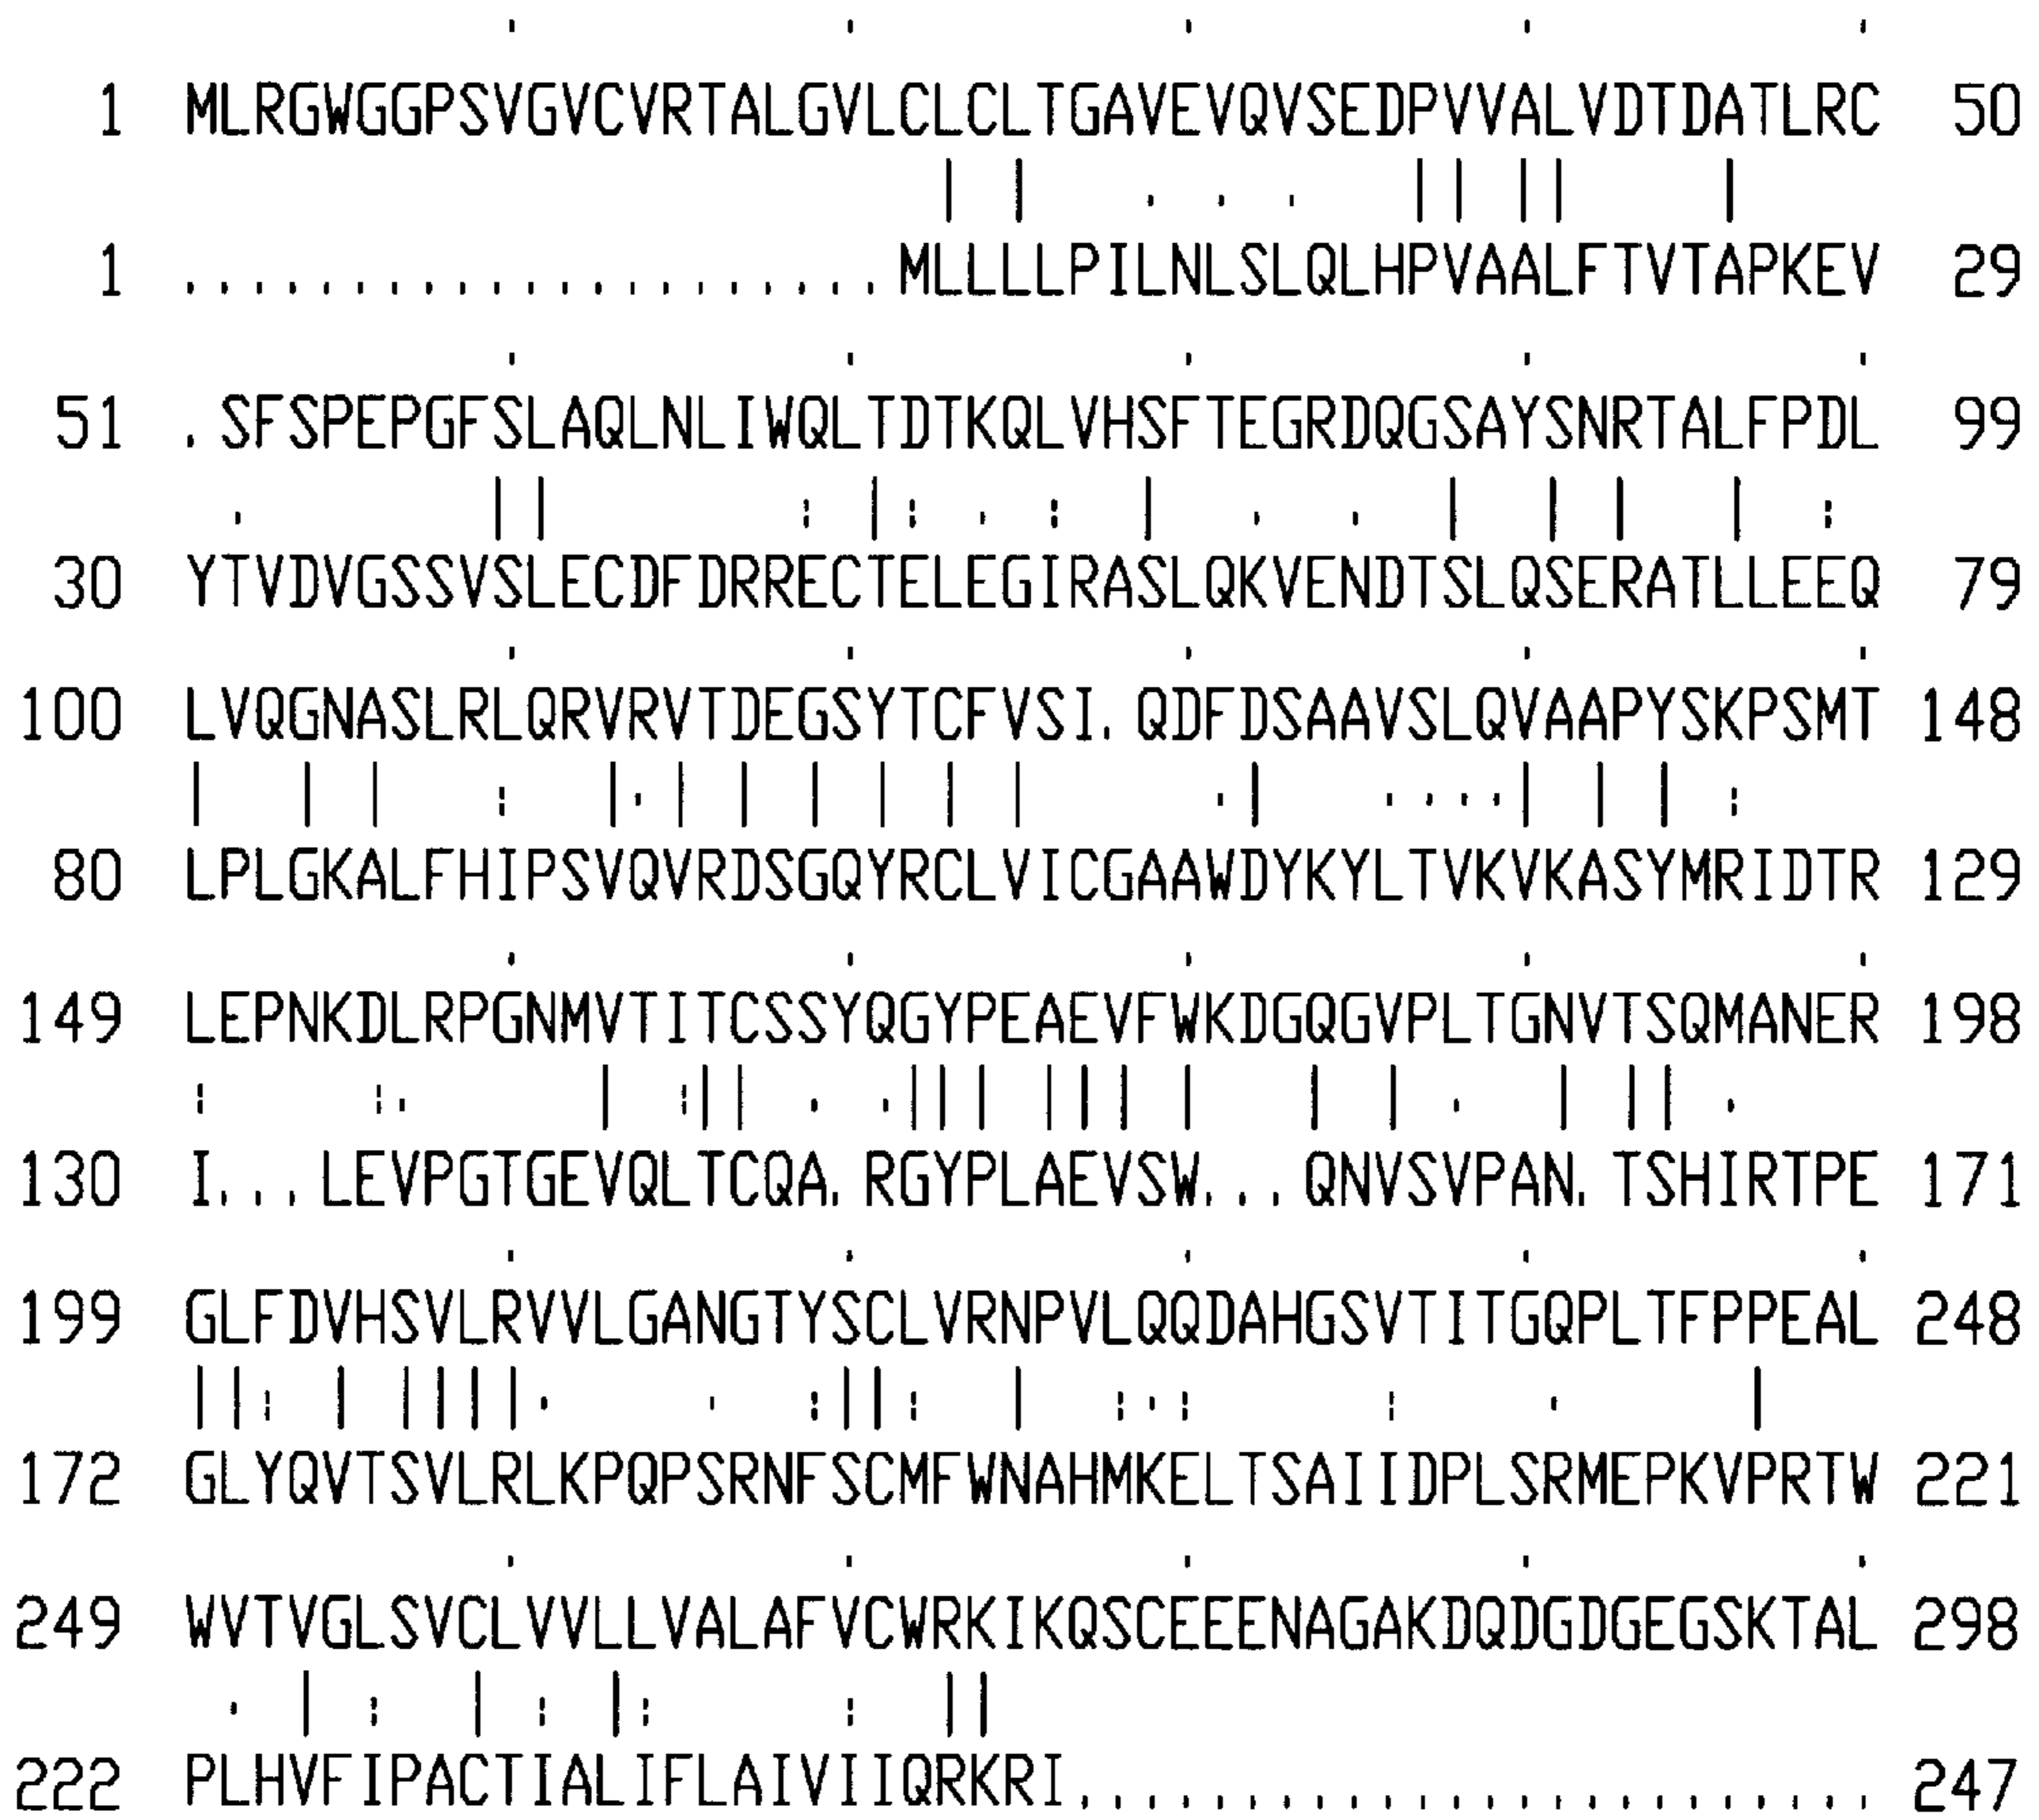 1 MLRGWGGPSVGVCVRTALGVLCLCLTGAVEVQVSEDPVVALVDTDATLRC 50
1 .....................MLLLLPILNLSLQLHPVAALFTVTAPKEV 29
51 .SFSPEPGFSLAQLNLIWQLTDTKQLVHSFTEGRDQGSAYSNRTALFPDL 99
30 YTVDVGSSVSLECDFDRRECTELEGIRASLQKVENDTSLQSERATLLEEQ 79
100 LVQGNASLRLQRVRVTDEGSYTCFVSI.QDFDSAAVSLQVAAPYSKPSMT 148
80 LPLGKALFHIPSVQVRDSGQYRCLVICGAAWDYKYLTVKVKASYMRIDTR 129
149 LEPNKDLRPGNMVTITCSSYQGYPEAEVFWKDGQGVPLTGNVTSQMANER 198
130 I...LEVPGTGEVQLTCQA.RGYPLAEVSW...QNVSVPAN.TSHIRTPE 171
199 GLFDVHSVLRVVLGANGTYSCLVRNPVLQQDAHGSVTITGQPLTFPPEAL 248
172 GLYQVTSVLRLKPQPSRNFSCMFWNAHMKELTSAIIDPLSRMEPKVPRTW 221
249 WVTVGLSVCLVVLLVALAFVCWRKIKQSCEEENAGAKDQDGDGEGSKTAL 298
222 PLHVFIPACTIALIFLAIVIIQRKRI........................ 247